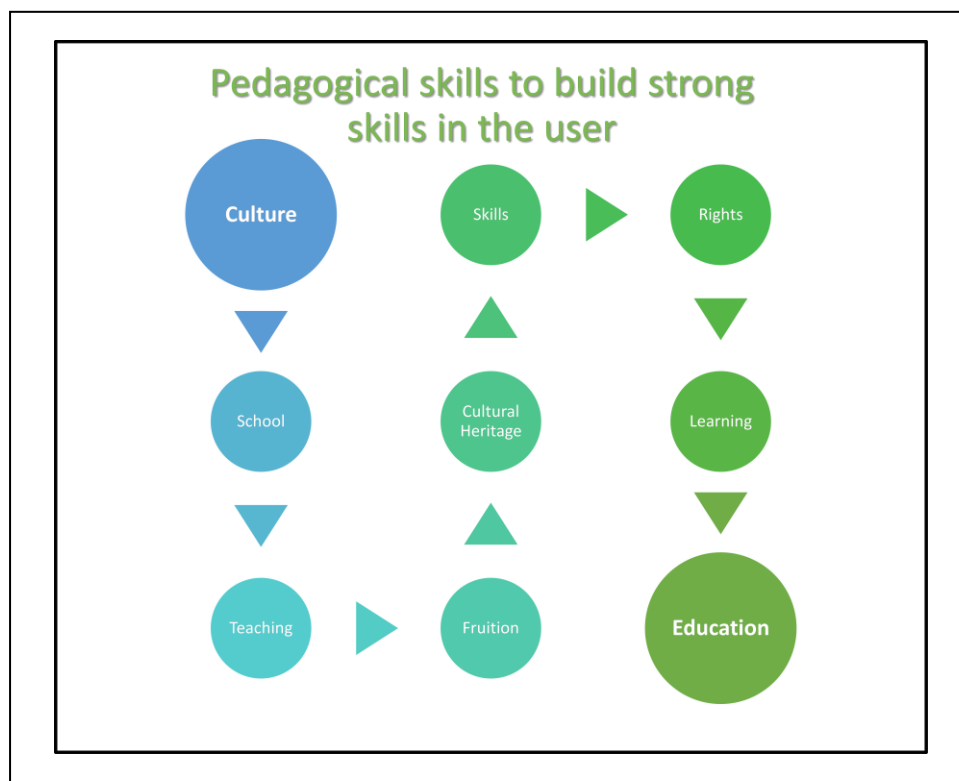 Pedagogical skills to build strong
skills in the user
Culture
School
Teaching
Fruition
Cultural
Heritage
Skills
Rights
Learning
Education